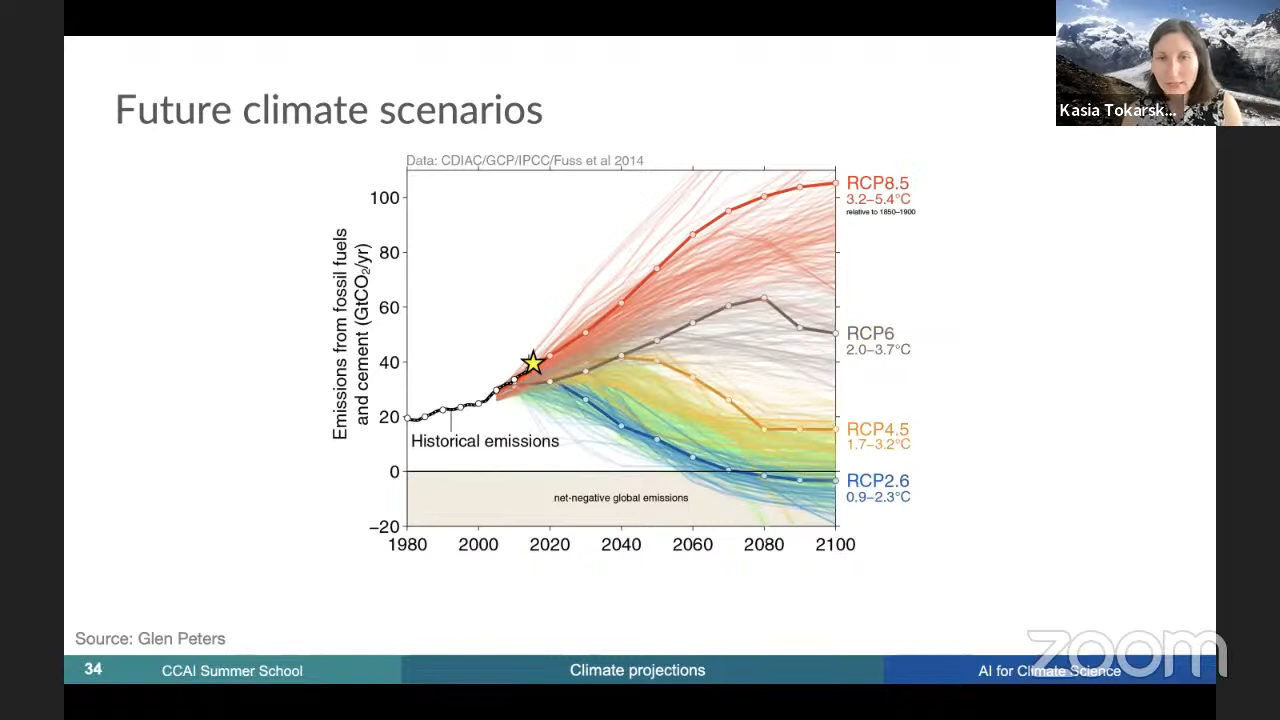 Kasia Tokarsk...
Future climate scenarios
Data: CDIAC/GCP/IPCC/Fuss et al 2014
Emissions from fossil fuels
and cement (GtCO₂/yr)
100
80
60
40
20
0
−20
1980
2000
2020
2040
2060
2080
2100
Historical emissions
net-negative global emissions
RCP8.5
3.2–5.4°C
relative to 1850–1900
RCP6
2.0–3.7°C
RCP4.5
1.7–3.2°C
RCP2.6
0.9–2.3°C
Source: Glen Peters
zoom
34
CCAI Summer School
Climate projections
AI for Climate Science